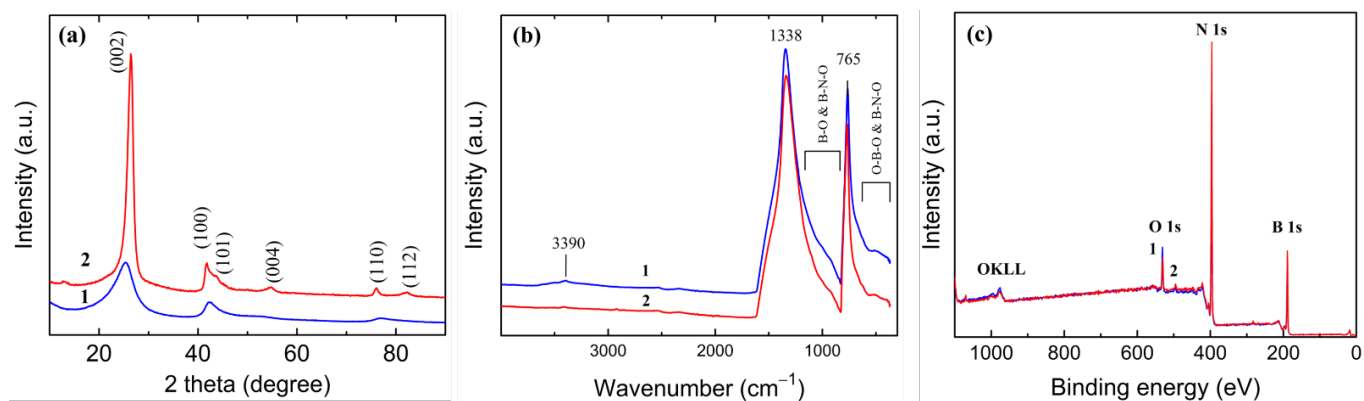 (a)
(002)
(100)
(101)
(004)
(110)
(112)
2
1
20
40
60
80
2 theta (degree)
Intensity (a.u.)
(b)
1338
765
B-O & B-N-O
O-B-O & B-N-O
3390
1
2
3000
2000
1000
Wavenumber (cm⁻¹)
Intensity (a.u.)
(c)
N 1s
O 1s
1
2
B 1s
OKLL
1000
800
600
400
200
0
Binding energy (eV)
Intensity (a.u.)